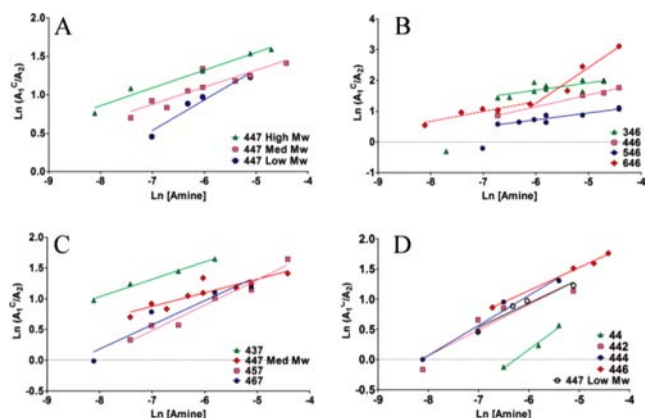 A
Ln (A₁ᶜ/A₂)
2.0
1.5
1.0
0.5
0.0
-9 -8 -7 -6 -5 -4
Ln [Amine]
447 High Mw
447 Med Mw
447 Low Mw
B
Ln (A₁ᶜ/A₂)
4
3
2
1
0
-1
-9 -8 -7 -6 -5 -4
Ln [Amine]
346
446
546
646
C
Ln (A₁ᶜ/A₂)
2.0
1.5
1.0
0.5
0.0
-0.5
-9 -8 -7 -6 -5 -4
Ln [Amine]
437
447 Med Mw
457
467
D
Ln (A₁ᶜ/A₂)
2.0
1.5
1.0
0.5
0.0
-0.5
-9 -8 -7 -6 -5 -4
Ln [Amine]
44
442
444
446
447 Low Mw